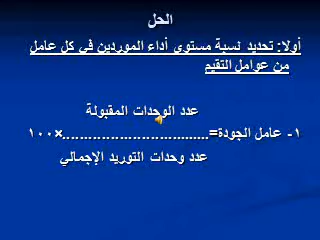 الحل
أولا: تحديد نسبة مستوى أداء الموردين في كل عامل
من عوامل التقيم
عدد الوحدات المقبولة
١- عامل الجودة=................................×١٠٠
عدد وحدات التوريد الإجمالي